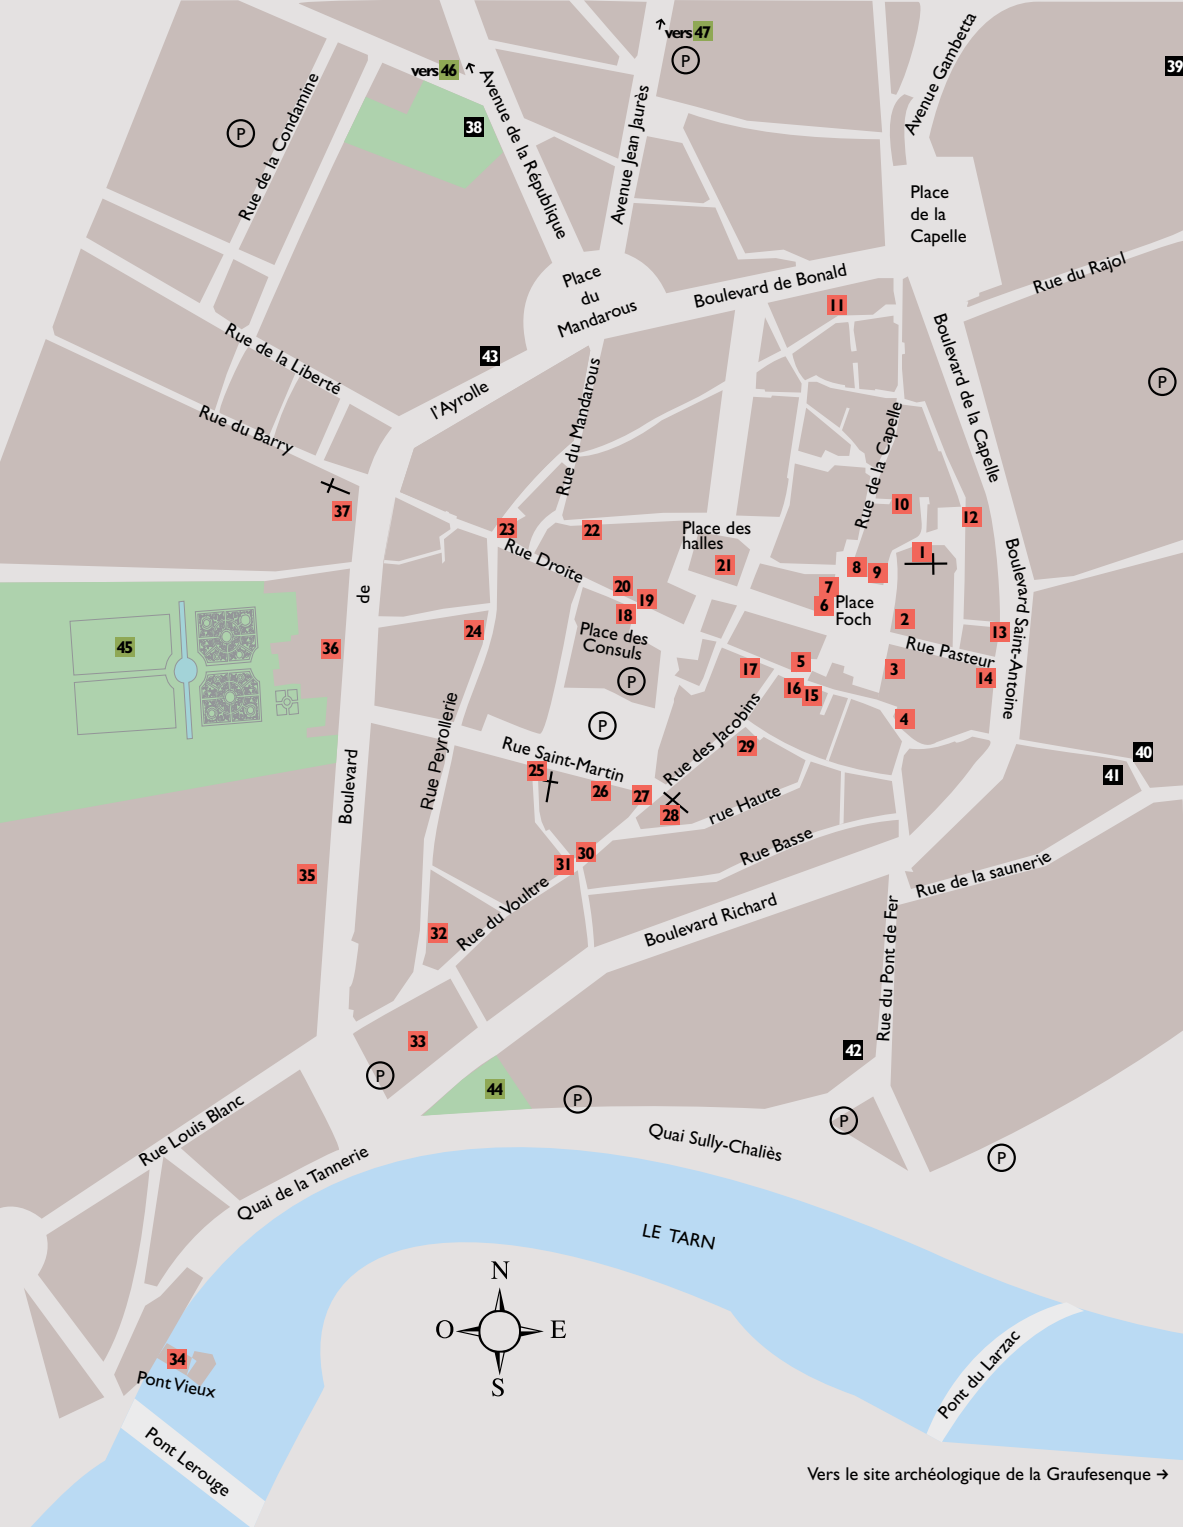 vers 47
P
39
vers 46
Avenue de la République
Avenue Jean Jaurès
Avenue Gambetta
38
P
Rue de la Condamine
Place
de la
Capelle
Place
du
Mandarous
Boulevard de Bonald
Rue du Rajol
11
Rue de la Liberté
43
l'Ayrolle
Rue du Barry
Rue du Mandarous
Rue de la Capelle
Boulevard de la Capelle
P
37
10
12
23
22
Place des
halles
21
Rue Droite
1
8
9
7
6
Place
Foch
20
19
18
Place des
Consuls
2
13
Boulevard Saint-Antoine
Rue Pasteur
24
de
45
36
P
17
5
16
15
3
14
4
P
Rue Peyrollerie
Rue Saint-Martin
Rue des Jacobins
29
40
41
25
26
27
28
rue Haute
Boulevard
30
31
Rue Basse
Rue de la saunerie
35
Rue du Voultre
32
Boulevard Richard
Rue du Pont de Fer
33
42
P
44
P
P
P
Rue Louis Blanc
Quai Sully-Chaliès
Quai de la Tannerie
LE TARN
N
O
E
S
34
Pont Vieux
Pont du Larzac
Pont Lerouge
Vers le site archéologique de la Graufesenque →